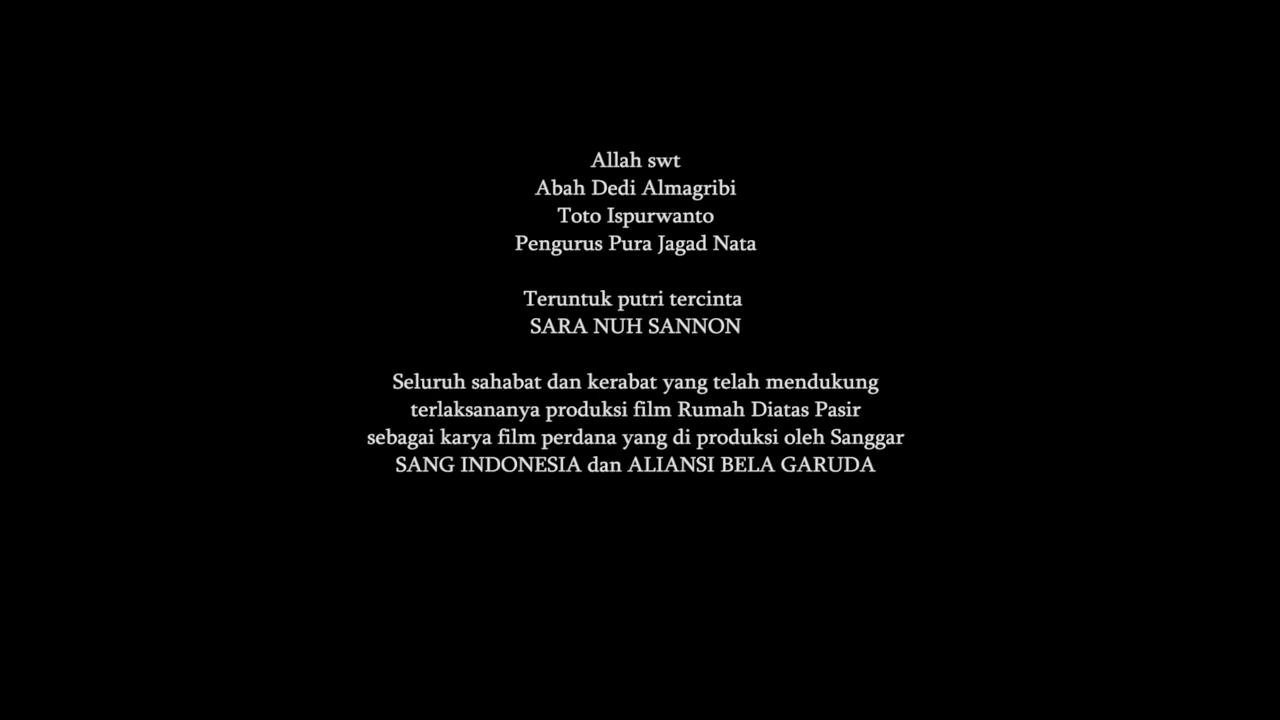 Allah swt
Abah Dedi Almagribi
Toto Ispurwanto
Pengurus Pura Jagad Nata
Teruntuk putri tercinta
SARA NUH SANNON
Seluruh sahabat dan kerabat yang telah mendukung
terlaksananya produksi film Rumah Diatas Pasir
sebagai karya film perdana yang di produksi oleh Sanggar
SANG INDONESIA dan ALIANSI BELA GARUDA